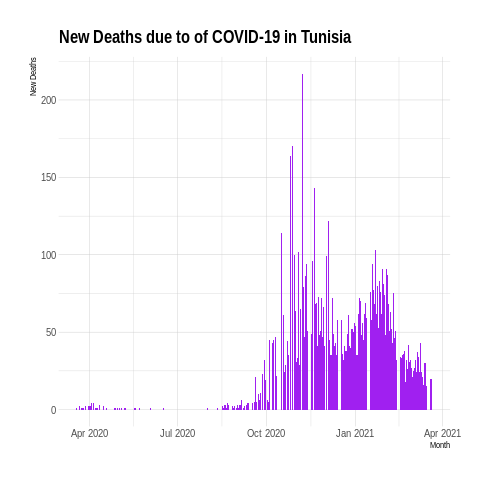 New Deaths due to of COVID-19 in Tunisia
New Deaths
200
150
100
50
0
Apr 2020 Jul 2020 Oct 2020 Jan 2021 Apr 2021
Month